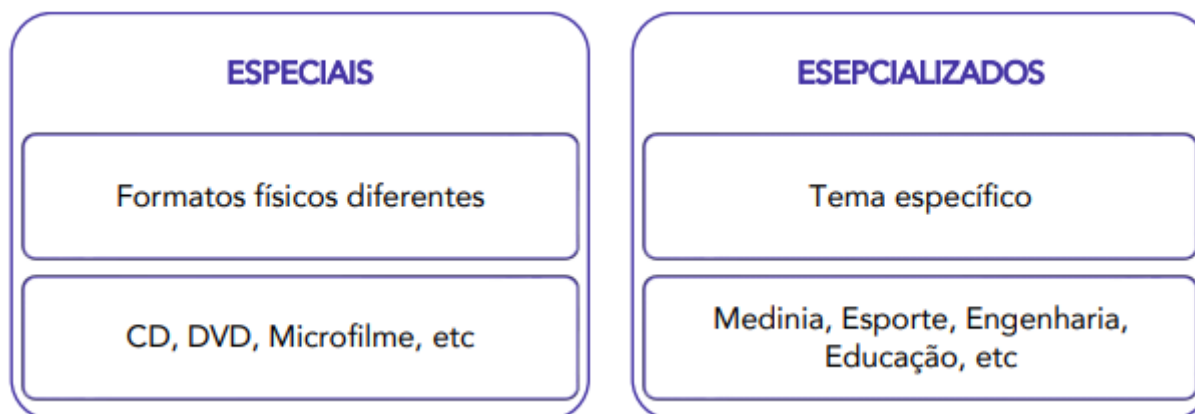 ESPECIAIS
Formatos físicos diferentes
CD, DVD, Microfilme, etc
ESEPCIALIZADOS
Tema específico
Medinia, Esporte, Engenharia,
Educação, etc